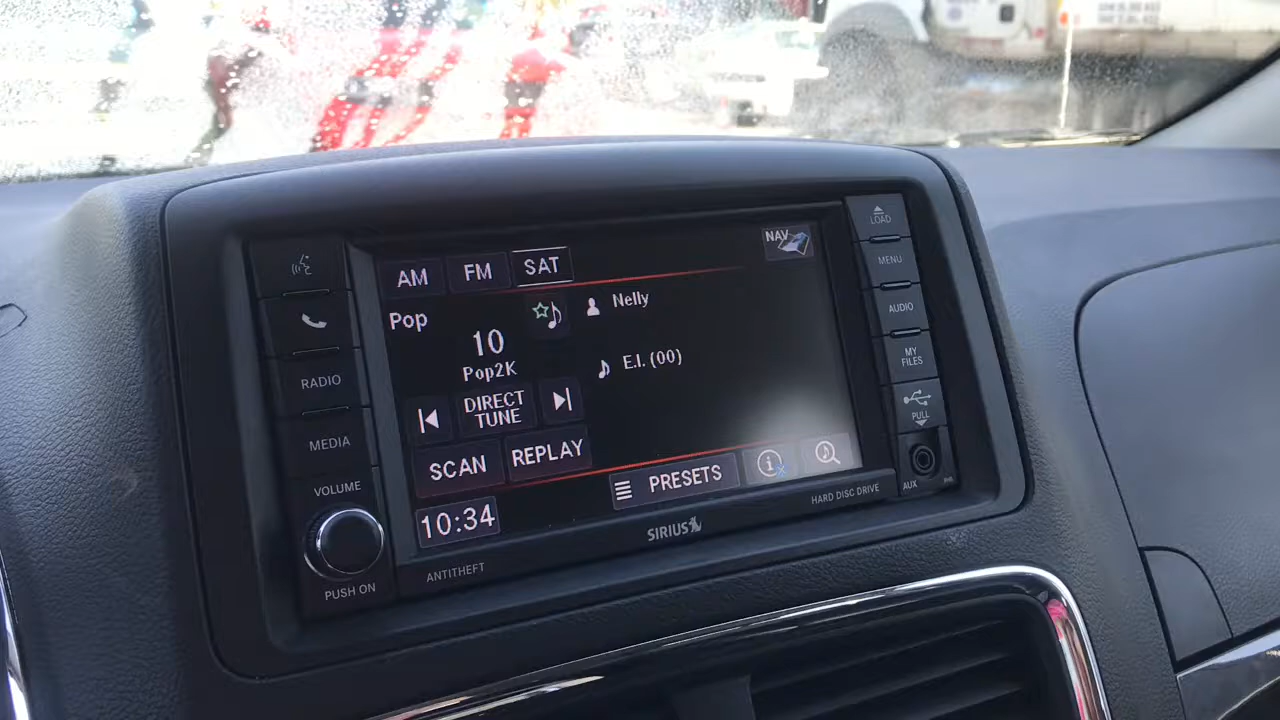 AM FM SAT
NAV
Pop
10
Pop2K
Nelly
E.I. (00)
DIRECT
TUNE
SCAN
REPLAY
PRESETS
i
10:34
RADIO
MEDIA
VOLUME
PUSH ON
ANTITHEFT
SIRIUS
HARD DISC DRIVE
LOAD
MENU
AUDIO
MY
FILES
PULL
AUX